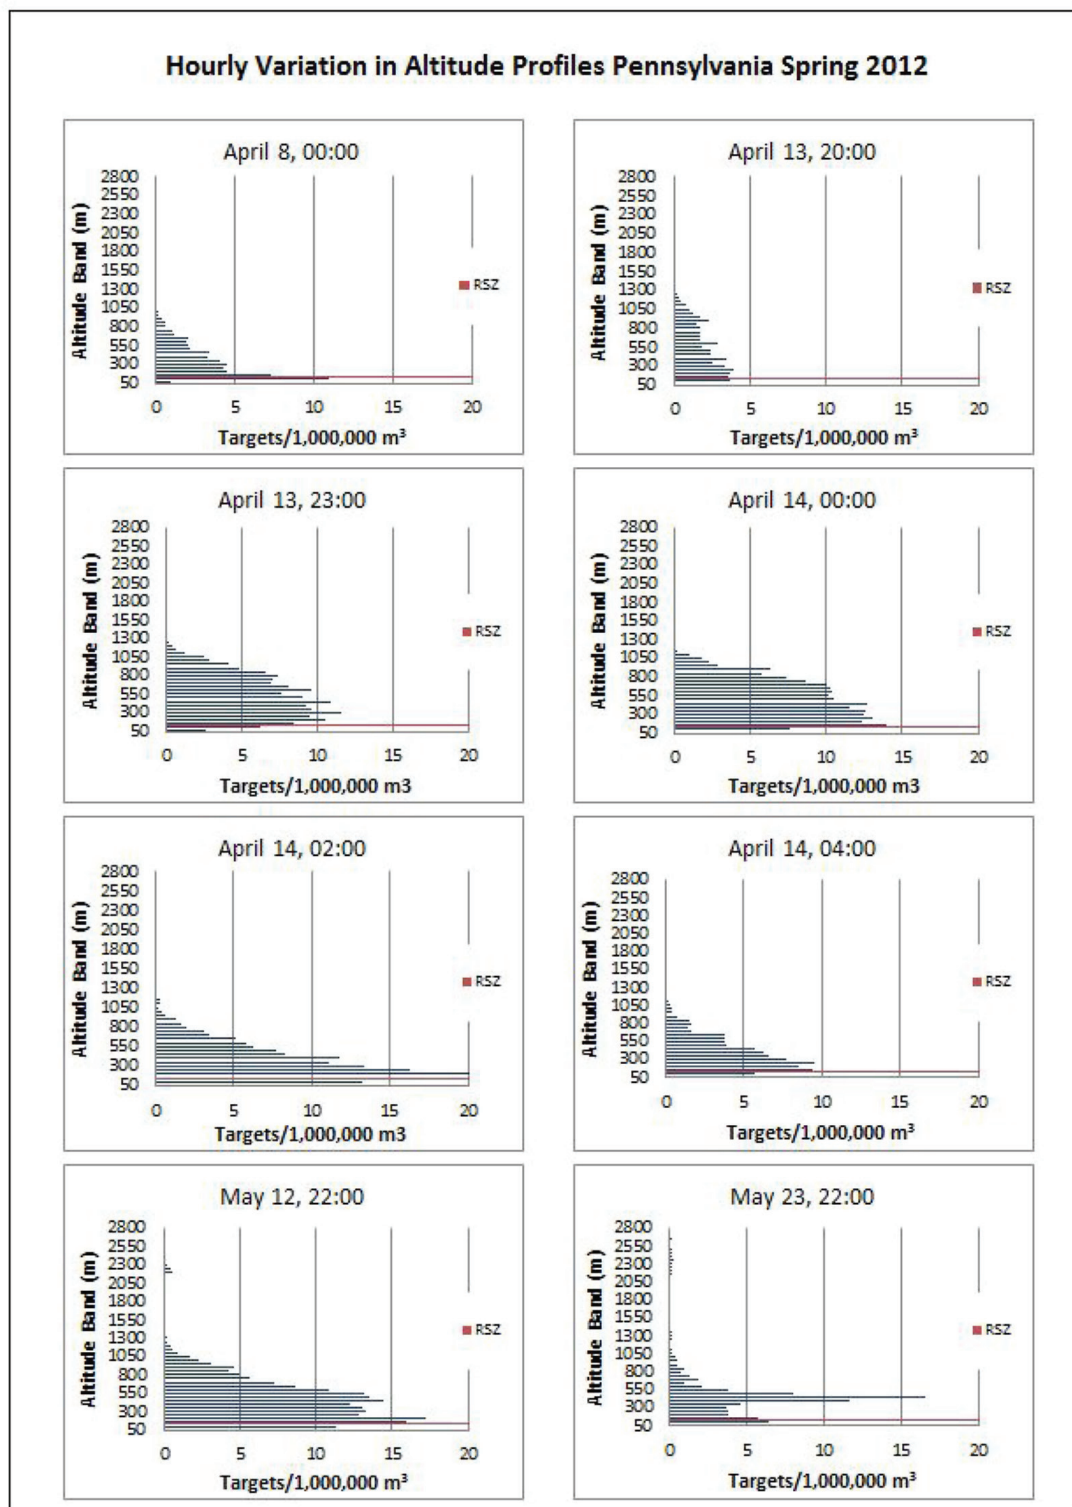 Hourly Variation in Altitude Profiles Pennsylvania Spring 2012
April 8, 00:00
Altitude Band (m)
2800
2550
2300
2050
1800
1550
1300
1050
800
550
300
50
RSZ
0 5 10 15 20
Targets/1,000,000 m³
April 13, 20:00
Altitude Band (m)
2800
2550
2300
2050
1800
1550
1300
1050
800
550
300
50
RSZ
0 5 10 15 20
Targets/1,000,000 m³
April 13, 23:00
Altitude Band (m)
2800
2550
2300
2050
1800
1550
1300
1050
800
550
300
50
RSZ
0 5 10 15 20
Targets/1,000,000 m3
April 14, 00:00
Altitude Band (m)
2800
2550
2300
2050
1800
1550
1300
1050
800
550
300
50
RSZ
0 5 10 15 20
Targets/1,000,000 m3
April 14, 02:00
Altitude Band (m)
2800
2550
2300
2050
1800
1550
1300
1050
800
550
300
50
RSZ
0 5 10 15 20
Targets/1,000,000 m3
April 14, 04:00
Altitude Band (m)
2800
2550
2300
2050
1800
1550
1300
1050
800
550
300
50
RSZ
0 5 10 15 20
Targets/1,000,000 m³
May 12, 22:00
Altitude Band (m)
2800
2550
2300
2050
1800
1550
1300
1050
800
550
300
50
RSZ
0 5 10 15 20
Targets/1,000,000 m³
May 23, 22:00
Altitude Band (m)
2800
2550
2300
2050
1800
1550
1300
1050
800
550
300
50
RSZ
0 5 10 15 20
Targets/1,000,000 m³